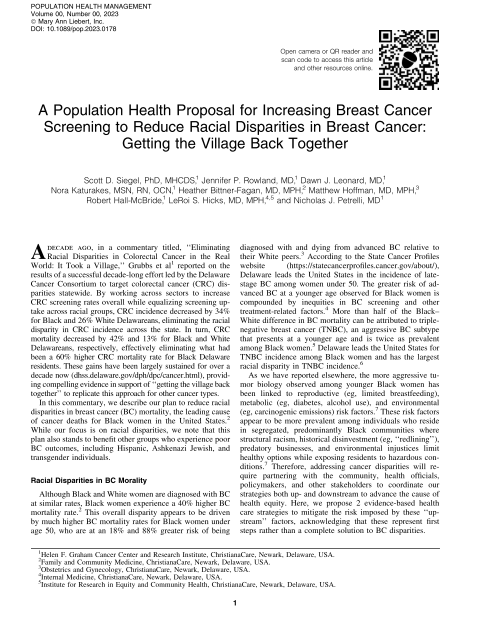 POPULATION HEALTH MANAGEMENT
Volume 00, Number 00, 2023
© Mary Ann Liebert, Inc.
DOI: 10.1089/pop.2023.0178
Open camera or QR reader and
scan code to access this article
and other resources online.
A Population Health Proposal for Increasing Breast Cancer
Screening to Reduce Racial Disparities in Breast Cancer:
Getting the Village Back Together
Scott D. Siegel, PhD, MHCDS,1 Jennifer P. Rowland, MD,1 Dawn J. Leonard, MD,1
Nora Katurakes, MSN, RN, OCN,1 Heather Bittner-Fagan, MD, MPH,2 Matthew Hoffman, MD, MPH,3
Robert Hall-McBride,1 LeRoi S. Hicks, MD, MPH,4,5 and Nicholas J. Petrelli, MD1
A DECADE AGO, in a commentary titled, ‘‘Eliminating
Racial Disparities in Colorectal Cancer in the Real
World: It Took a Village,’’ Grubbs et al1 reported on the
results of a successful decade-long effort led by the Delaware
Cancer Consortium to target colorectal cancer (CRC) dis-
parities statewide. By working across sectors to increase
CRC screening rates overall while equalizing screening up-
take across racial groups, CRC incidence decreased by 34%
for Black and 26% White Delawareans, eliminating the racial
disparity in CRC incidence across the state. In turn, CRC
mortality decreased by 42% and 13% for Black and White
Delawareans, respectively, effectively eliminating what had
been a 60% higher CRC mortality rate for Black Delaware
residents. These gains have been largely sustained for over a
decade now (dhss.delaware.gov/dph/dpc/cancer.html), provid-
ing compelling evidence in support of ‘‘getting the village back
together’’ to replicate this approach for other cancer types.
In this commentary, we describe our plan to reduce racial
disparities in breast cancer (BC) mortality, the leading cause
of cancer deaths for Black women in the United States.2
While our focus is on racial disparities, we note that this
plan also stands to benefit other groups who experience poor
BC outcomes, including Hispanic, Ashkenazi Jewish, and
transgender individuals.
Racial Disparities in BC Morality
Although Black and White women are diagnosed with BC
at similar rates, Black women experience a 40% higher BC
mortality rate.2 This overall disparity appears to be driven
by much higher BC mortality rates for Black women under
age 50, who are at an 18% and 88% greater risk of being
diagnosed with and dying from advanced BC relative to
their White peers.3 According to the State Cancer Profiles
website (https://statecancerprofiles.cancer.gov/about/),
Delaware leads the United States in the incidence of late-
stage BC among women under 50. The greater risk of ad-
vanced BC at a younger age observed for Black women is
compounded by inequities in BC screening and other
treatment-related factors.4 More than half of the Black–
White difference in BC mortality can be attributed to triple-
negative breast cancer (TNBC), an aggressive BC subtype
that presents at a younger age and is twice as prevalent
among Black women.5 Delaware leads the United States for
TNBC incidence among Black women and has the largest
racial disparity in TNBC incidence.6
As we have reported elsewhere, the more aggressive tu-
mor biology observed among younger Black women has
been linked to reproductive (eg, limited breastfeeding),
metabolic (eg, diabetes, alcohol use), and environmental
(eg, carcinogenic emissions) risk factors.7 These risk factors
appear to be more prevalent among individuals who reside
in segregated, predominantly Black communities where
structural racism, historical disinvestment (eg, ‘‘redlining’’),
predatory businesses, and environmental injustices limit
healthy options while exposing residents to hazardous con-
ditions.7 Therefore, addressing cancer disparities will re-
quire partnering with the community, health officials,
policymakers, and other stakeholders to coordinate our
strategies both up- and downstream to advance the cause of
health equity. Here, we propose 2 evidence-based health
care strategies to mitigate the risk imposed by these ‘‘up-
stream’’ factors, acknowledging that these represent first
steps rather than a complete solution to BC disparities.
1Helen F. Graham Cancer Center and Research Institute, ChristianaCare, Newark, Delaware, USA.
2Family and Community Medicine, ChristianaCare, Newark, Delaware, USA.
3Obstetrics and Gynecology, ChristianaCare, Newark, Delaware, USA.
4Internal Medicine, ChristianaCare, Newark, Delaware, USA.
5Institute for Research in Equity and Community Health, ChristianaCare, Newark, Delaware, USA.
1